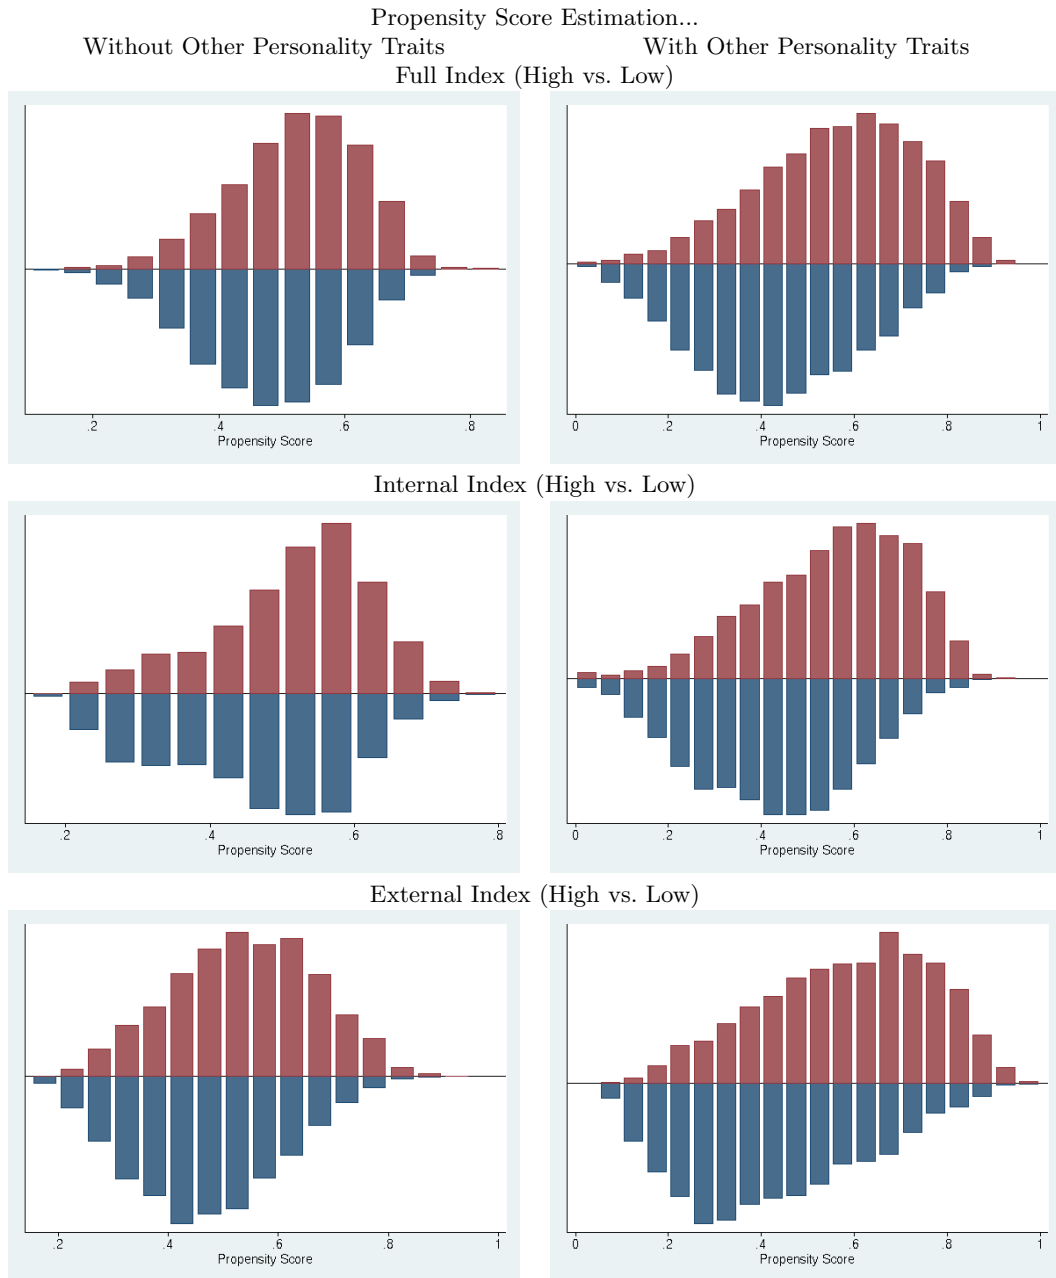 Propensity Score Estimation...
Without Other Personality Traits With Other Personality Traits
Full Index (High vs. Low)
.2 .4 .6 .8
Propensity Score
0 .2 .4 .6 .8 1
Propensity Score
Internal Index (High vs. Low)
.2 .4 .6 .8
Propensity Score
0 .2 .4 .6 .8 1
Propensity Score
External Index (High vs. Low)
.2 .4 .6 .8 1
Propensity Score
0 .2 .4 .6 .8 1
Propensity Score